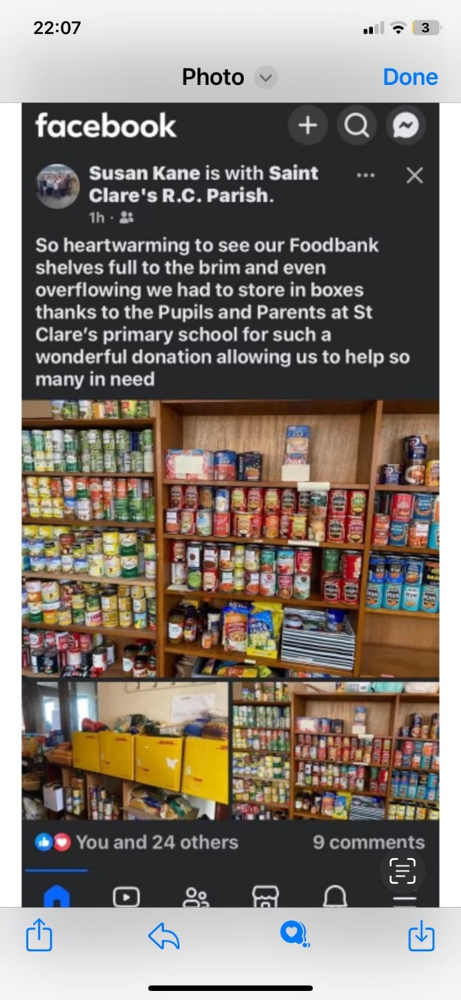 22:07
3
Photo
Done
facebook
Susan Kane is with Saint
Clare's R.C. Parish.
1h
So heartwarming to see our Foodbank
shelves full to the brim and even
overflowing we had to store in boxes
thanks to the Pupils and Parents at St
Clare's primary school for such a
wonderful donation allowing us to help so
many in need
You and 24 others
9 comments